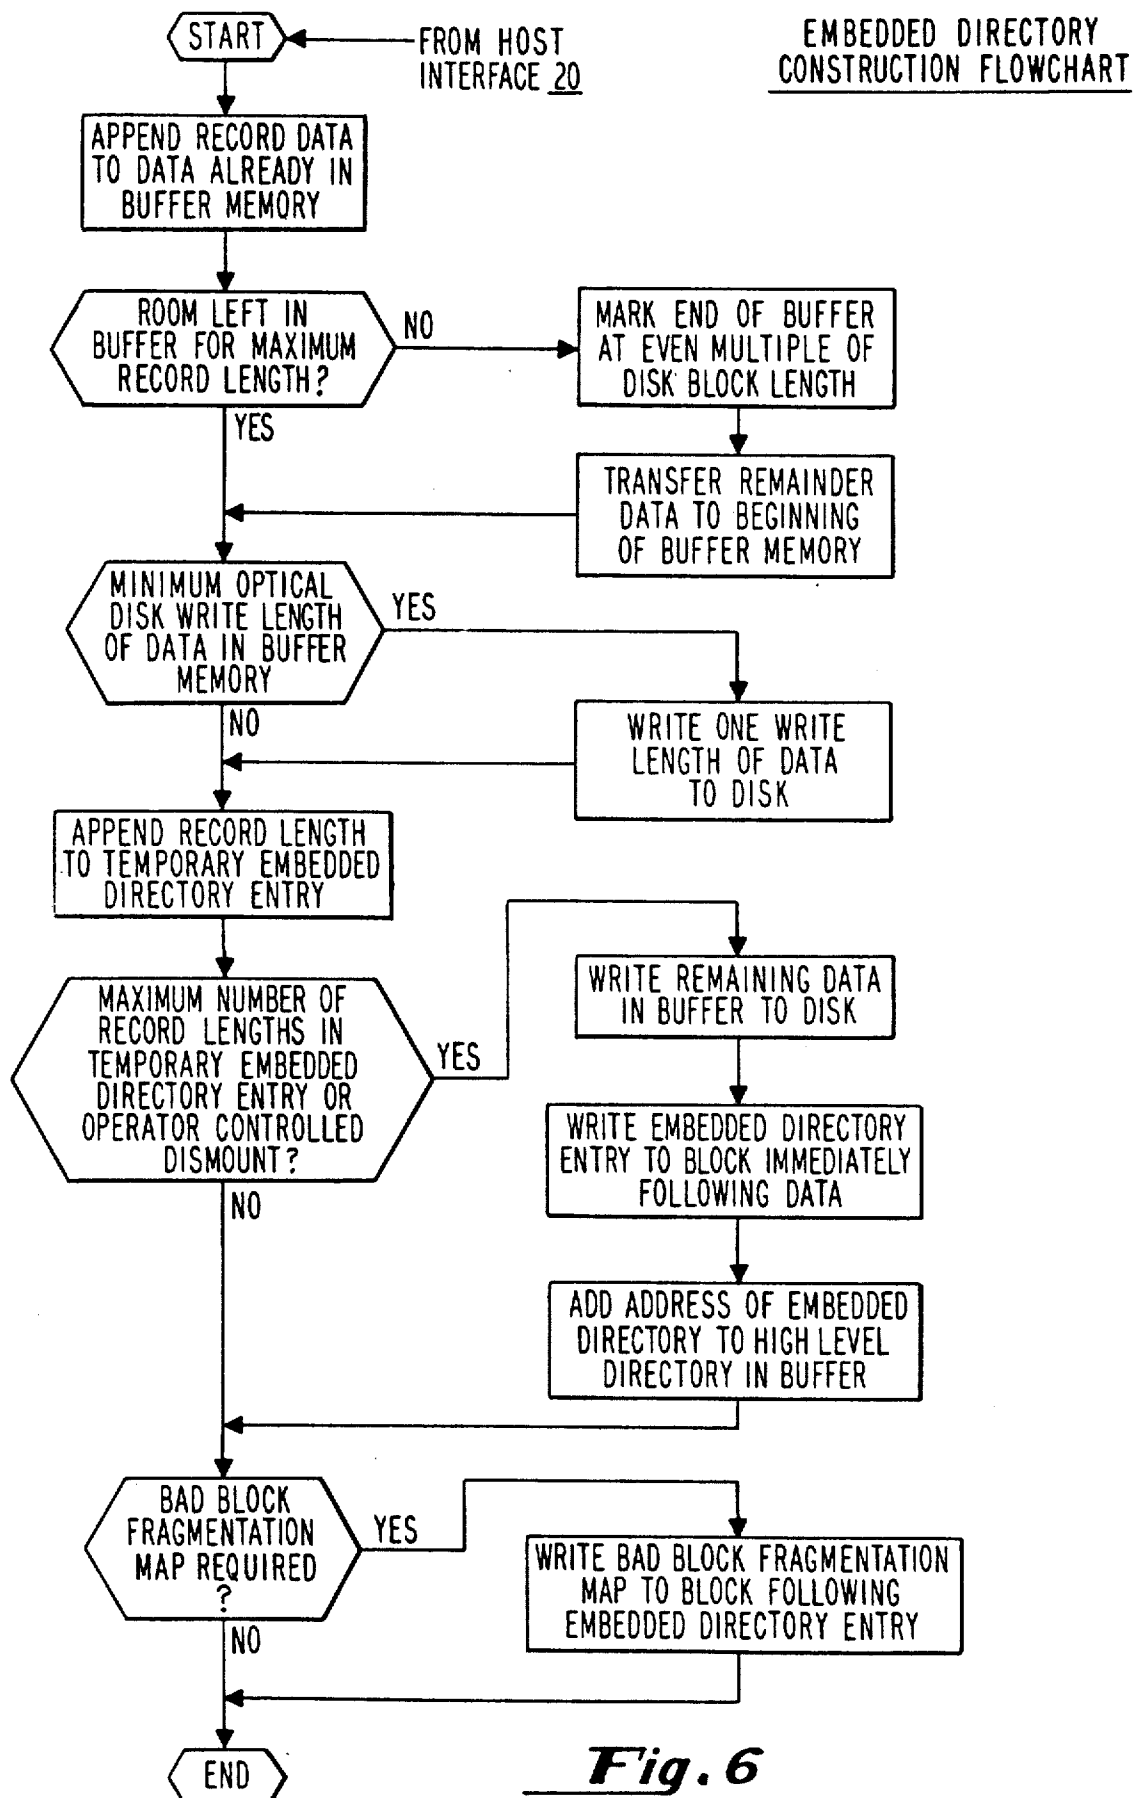 START
FROM HOST
INTERFACE 20
EMBEDDED DIRECTORY
CONSTRUCTION FLOWCHART
APPEND RECORD DATA
TO DATA ALREADY IN
BUFFER MEMORY
ROOM LEFT IN
BUFFER FOR MAXIMUM
RECORD LENGTH?
NO
YES
MARK END OF BUFFER
AT EVEN MULTIPLE OF
DISK BLOCK LENGTH
TRANSFER REMAINDER
DATA TO BEGINNING
OF BUFFER MEMORY
MINIMUM OPTICAL
DISK WRITE LENGTH
OF DATA IN BUFFER
MEMORY
YES
NO
WRITE ONE WRITE
LENGTH OF DATA
TO DISK
APPEND RECORD LENGTH
TO TEMPORARY EMBEDDED
DIRECTORY ENTRY
MAXIMUM NUMBER OF
RECORD LENGTHS IN
TEMPORARY EMBEDDED
DIRECTORY ENTRY OR
OPERATOR CONTROLLED
DISMOUNT?
YES
NO
WRITE REMAINING DATA
IN BUFFER TO DISK
WRITE EMBEDDED DIRECTORY
ENTRY TO BLOCK IMMEDIATELY
FOLLOWING DATA
ADD ADDRESS OF EMBEDDED
DIRECTORY TO HIGH LEVEL
DIRECTORY IN BUFFER
BAD BLOCK
FRAGMENTATION
MAP REQUIRED
?
YES
NO
WRITE BAD BLOCK FRAGMENTATION
MAP TO BLOCK FOLLOWING
EMBEDDED DIRECTORY ENTRY
END
Fig. 6